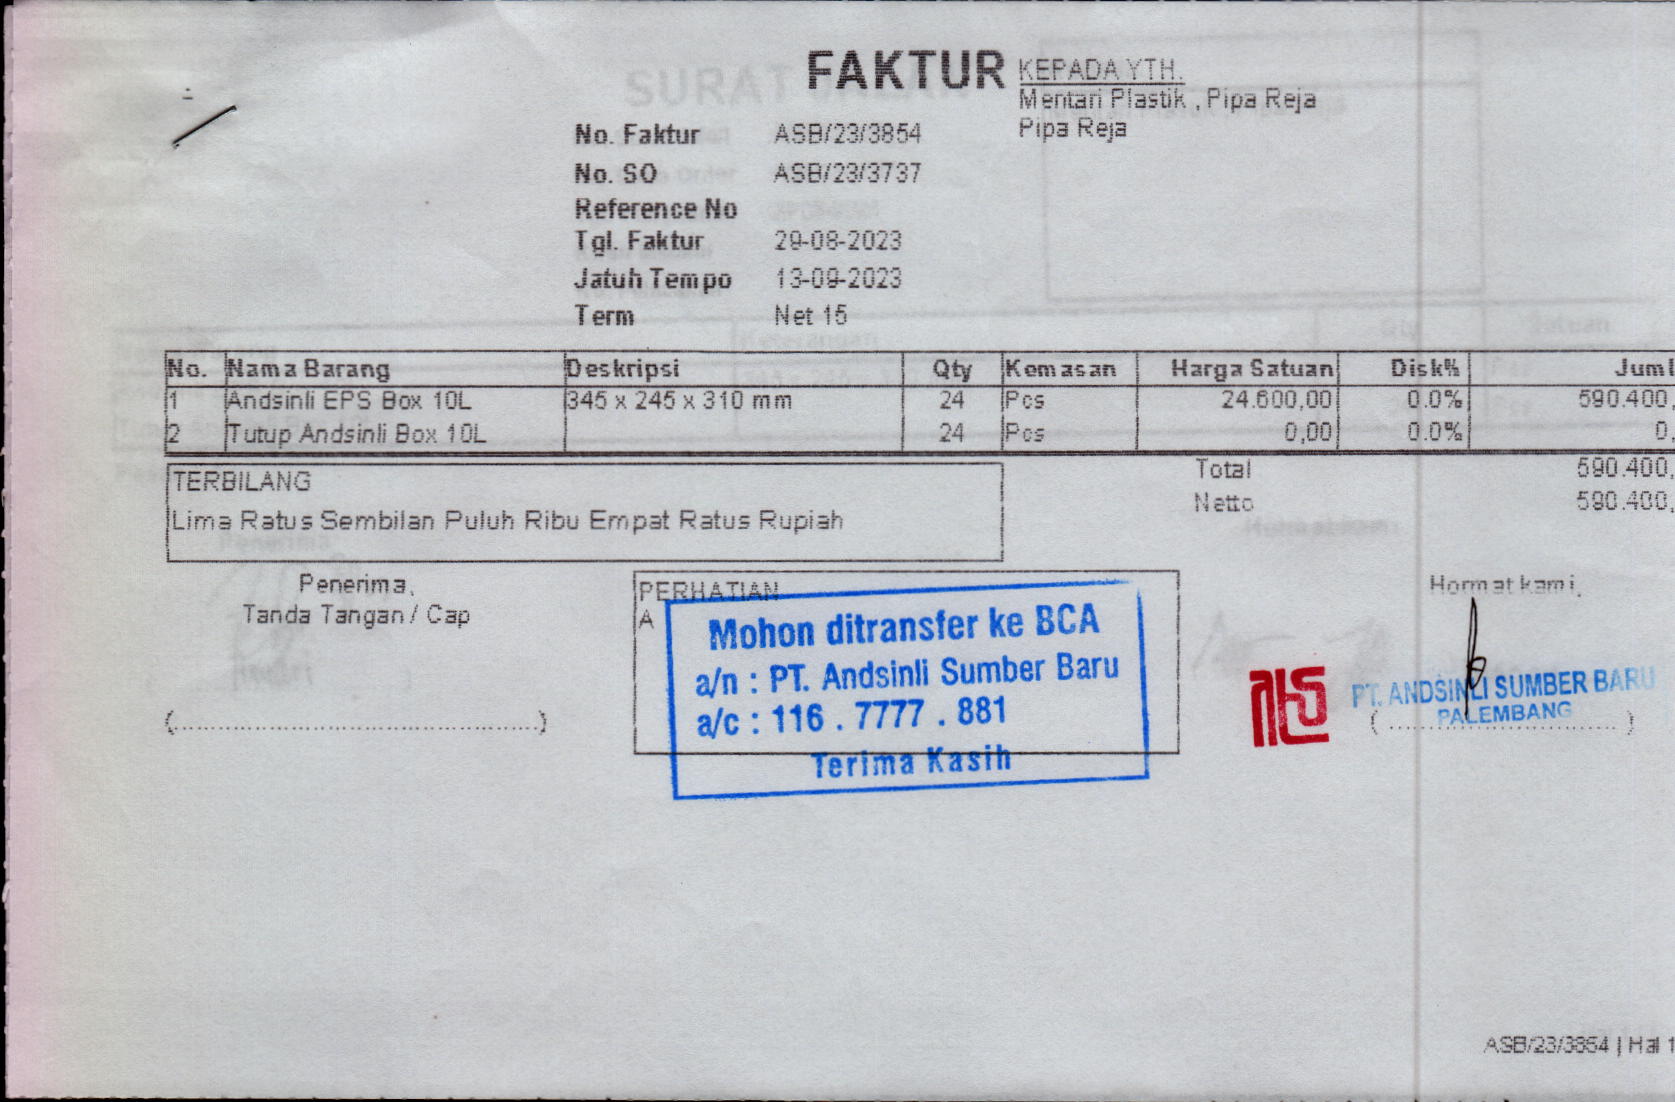 FAKTUR
KEPADA YTH.
Mentari Plastik , Pipa Reja
Pipa Reja
No. Faktur ASB/23/3854
No. SO ASB/23/3737
Reference No
Tgl. Faktur 29-08-2023
Jatuh Tempo 13-09-2023
Term Net 15
No. Nama Barang Deskripsi Qty Kemasan Harga Satuan Disk% Juml
1 Andsinli EPS Box 10L 345 x 245 x 310 mm 24 Pcs 24.600,00 0.0% 590.400,
2 Tutup Andsinli Box 10L 24 Pcs 0,00 0.0% 0,
Total 590.400,
Netto 590.400,
TERBILANG
Lima Ratus Sembilan Puluh Ribu Empat Ratus Rupiah
Penerima,
Tanda Tangan / Cap
(........................................)
PERHATIAN
A
Mohon ditransfer ke BCA
a/n : PT. Andsinli Sumber Baru
a/c : 116 . 7777 . 881
Terima Kasih
Hormat kami,
PT. ANDSINLI SUMBER BARU
PALEMBANG
(..............................)
ASB/23/3854 | Hal 1